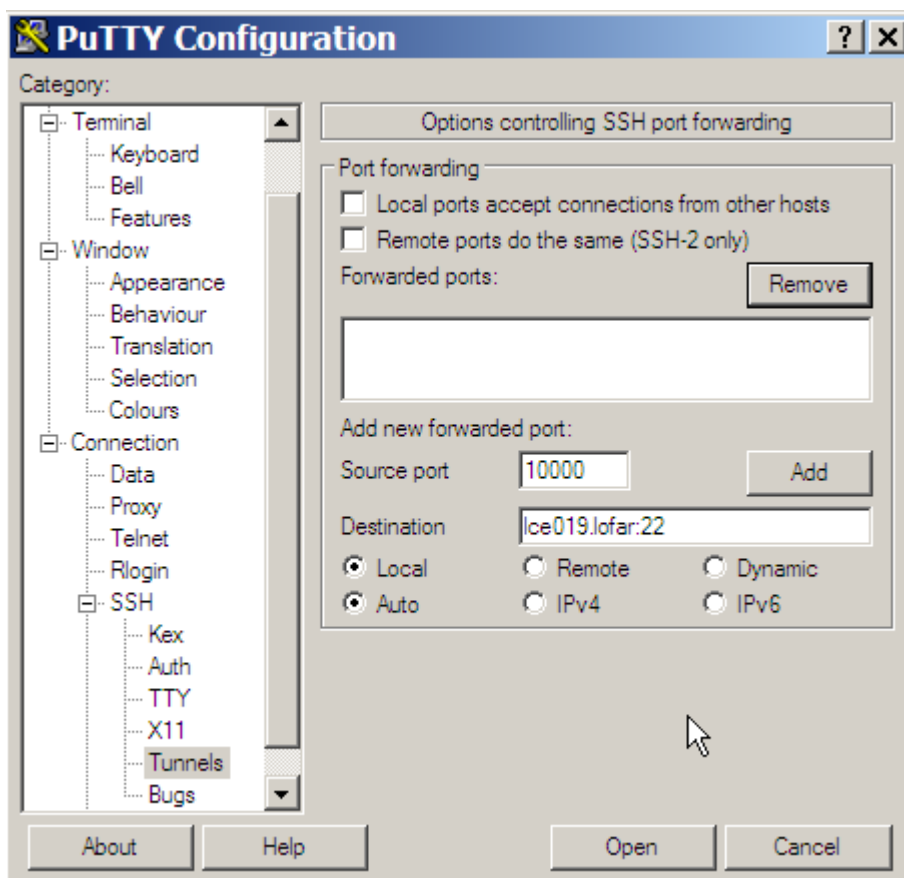 PuTTY Configuration
Category:
Terminal
Keyboard
Bell
Features
Window
Appearance
Behaviour
Translation
Selection
Colours
Connection
Data
Proxy
Telnet
Rlogin
SSH
Kex
Auth
TTY
X11
Tunnels
Bugs
Options controlling SSH port forwarding
Port forwarding
Local ports accept connections from other hosts
Remote ports do the same (SSH-2 only)
Forwarded ports:
Remove
Add new forwarded port:
Source port 10000 Add
Destination lce019.lofar:22
Local Remote Dynamic
Auto IPv4 IPv6
About Help Open Cancel